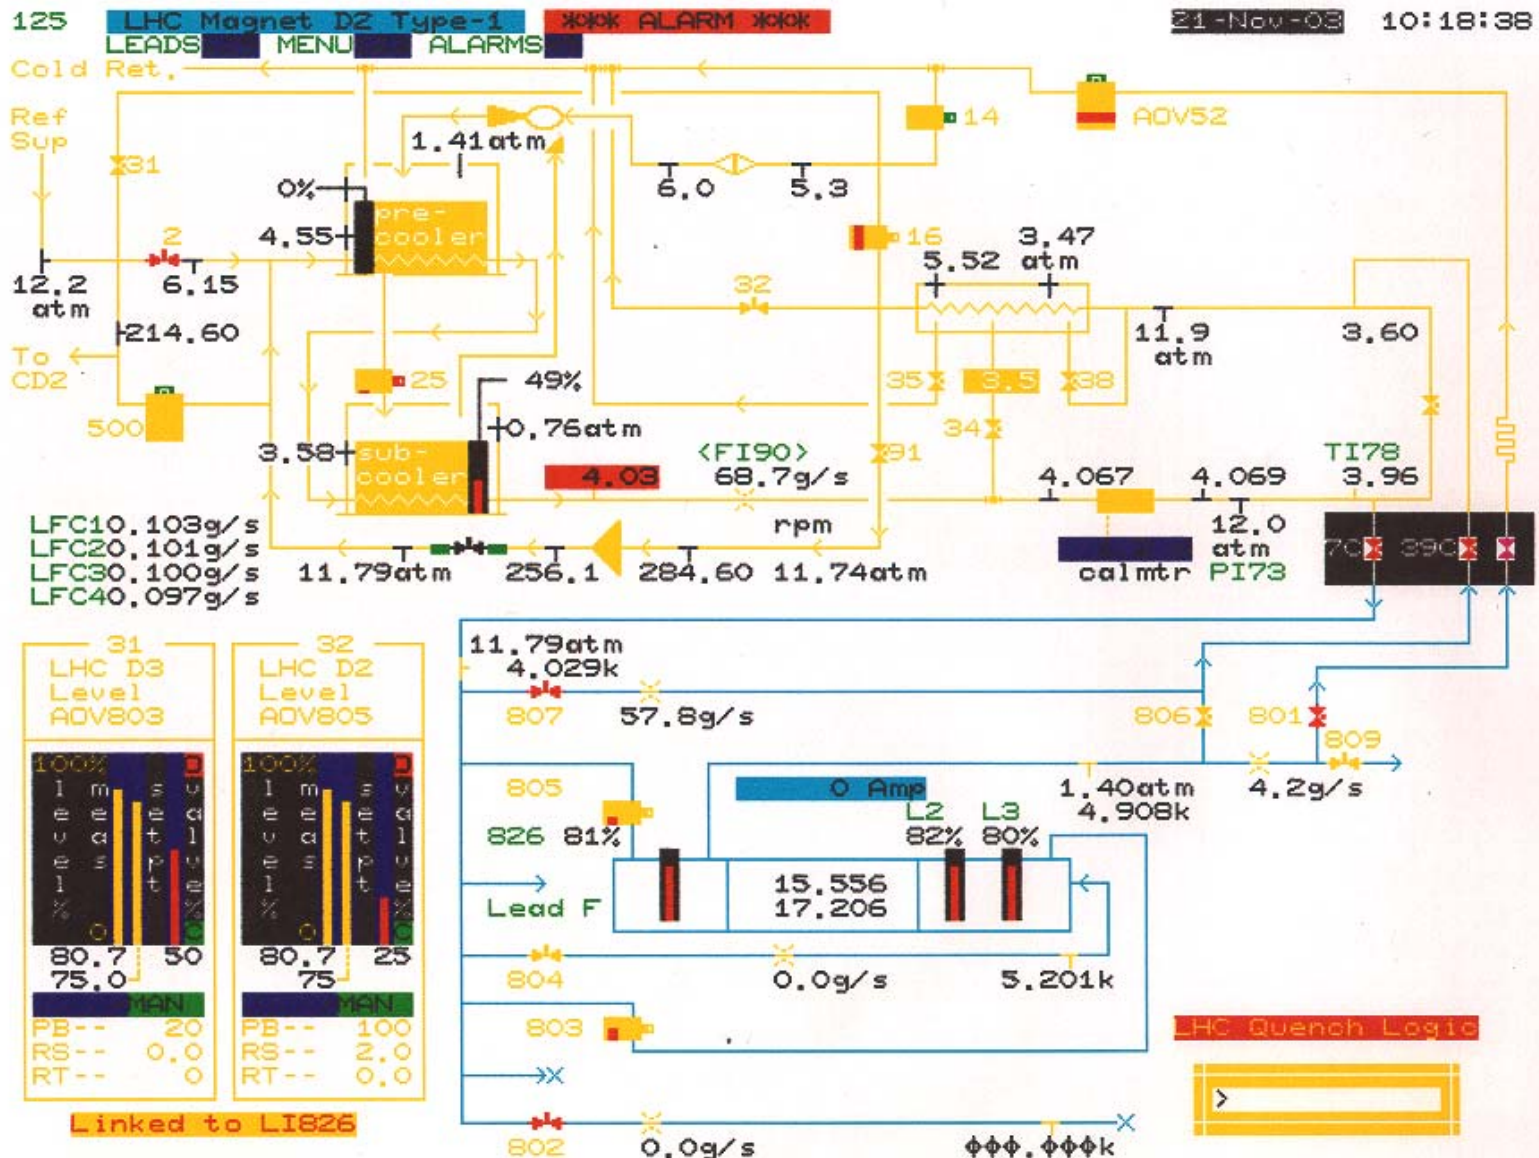 125 LHC Magnet D2 Type-1 *** ALARM *** 21-Nov-03 10:18:38
LEADS MENU ALARMS
Cold Ret.
Ref
Sup
AOV52
14
1.41atm
31
6.0 5.3
0%
pre-
cooler
2
4.55
16
3.47
atm
5.52
12.2
atm
6.15
32
214.60
11.9
atm
3.60
To
CD2
25
49%
35
3.5
38
500
0.76atm
34
3.58
sub-
cooler
<FI90>
91
TI78
4.03
68.7g/s
4.067
4.069
3.96
LFC10.103g/s
LFC20.101g/s
LFC30.100g/s
LFC40.097g/s
rpm
12.0
atm
PI73
7C 39C
11.79atm
256.1
284.60
11.74atm
calmtr
31
LHC D3
Level
AOV803
32
LHC D2
Level
AOV805
11.79atm
4.029k
807
57.8g/s
806
801
809
100%
level%
meas
setpt
valve%
O
C
80.7
50
75.0
MAN
PB-- 20
RS-- 0.0
RT-- 0
100%
level%
meas
setpt
valve%
O
C
80.7
25
75
MAN
PB-- 100
RS-- 2.0
RT-- 0.0
Linked to LI826
805
0 Amp
1.40atm
4.908k
4.2g/s
826 81%
L2
82%
L3
80%
15.556
17.206
Lead F
804
0.0g/s
5.201k
803
LHC Quench Logic
>
802
0.0g/s
ϕϕϕ.ϕϕϕk